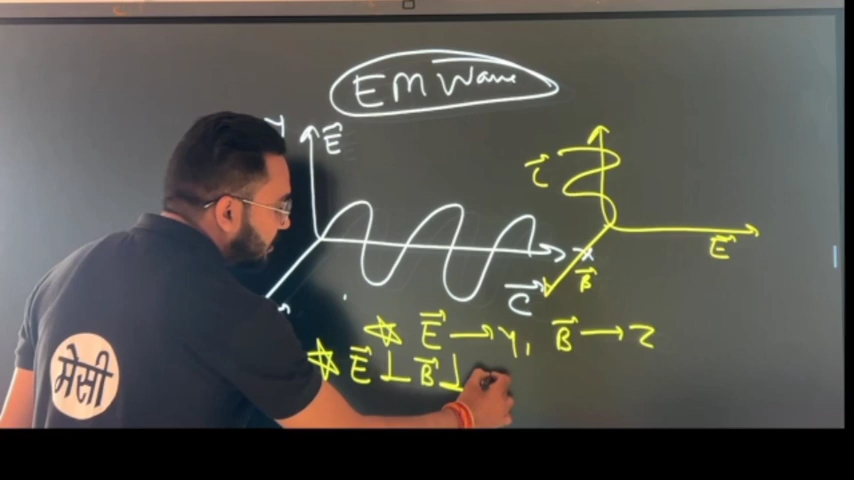 EM Wave
Y
E⃗
C⃗
x
E⃗
B⃗
C⃗
☆ E⃗ → Y, B⃗ → Z
☆ E⃗ ⊥ B⃗ ⊥
मेसी